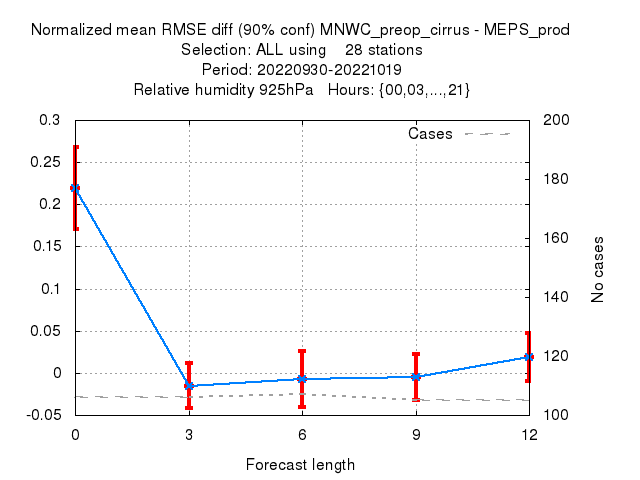 Normalized mean RMSE diff (90% conf) MNWC_preop_cirrus - MEPS_prod
Selection: ALL using    28 stations
Period: 20220930-20221019
Relative humidity 925hPa   Hours: {00,03,...,21}
0.3
0.25
0.2
0.15
0.1
0.05
0
-0.05
Cases
200
180
160
140
120
100
No cases
0 3 6 9 12
Forecast length